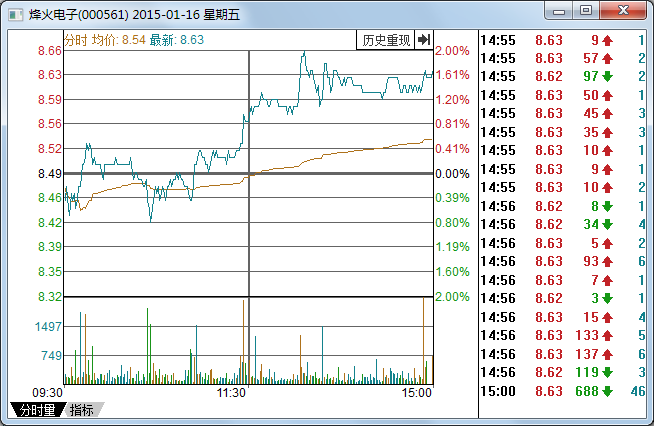 烽火电子(000561) 2015-01-16 星期五
分时 均价: 8.54 最新: 8.63
历史重现
8.66 2.00%
8.63 1.61%
8.59 1.20%
8.56 0.81%
8.52 0.41%
8.49 0.00%
8.46 0.39%
8.42 0.80%
8.39 1.19%
8.35 1.60%
8.32 2.00%
1497
749
09:30 11:30 15:00
分时量 指标
14:55 8.63 9 1
14:55 8.63 57 2
14:55 8.62 97 2
14:55 8.63 50 1
14:55 8.63 45 3
14:55 8.63 35 3
14:55 8.63 10 1
14:55 8.63 9 1
14:55 8.63 10 2
14:56 8.62 8 1
14:56 8.62 34 4
14:56 8.63 5 2
14:56 8.63 93 6
14:56 8.63 7 1
14:56 8.62 3 1
14:56 8.63 15 4
14:56 8.63 133 5
14:56 8.63 137 6
14:56 8.62 119 3
15:00 8.63 688 46